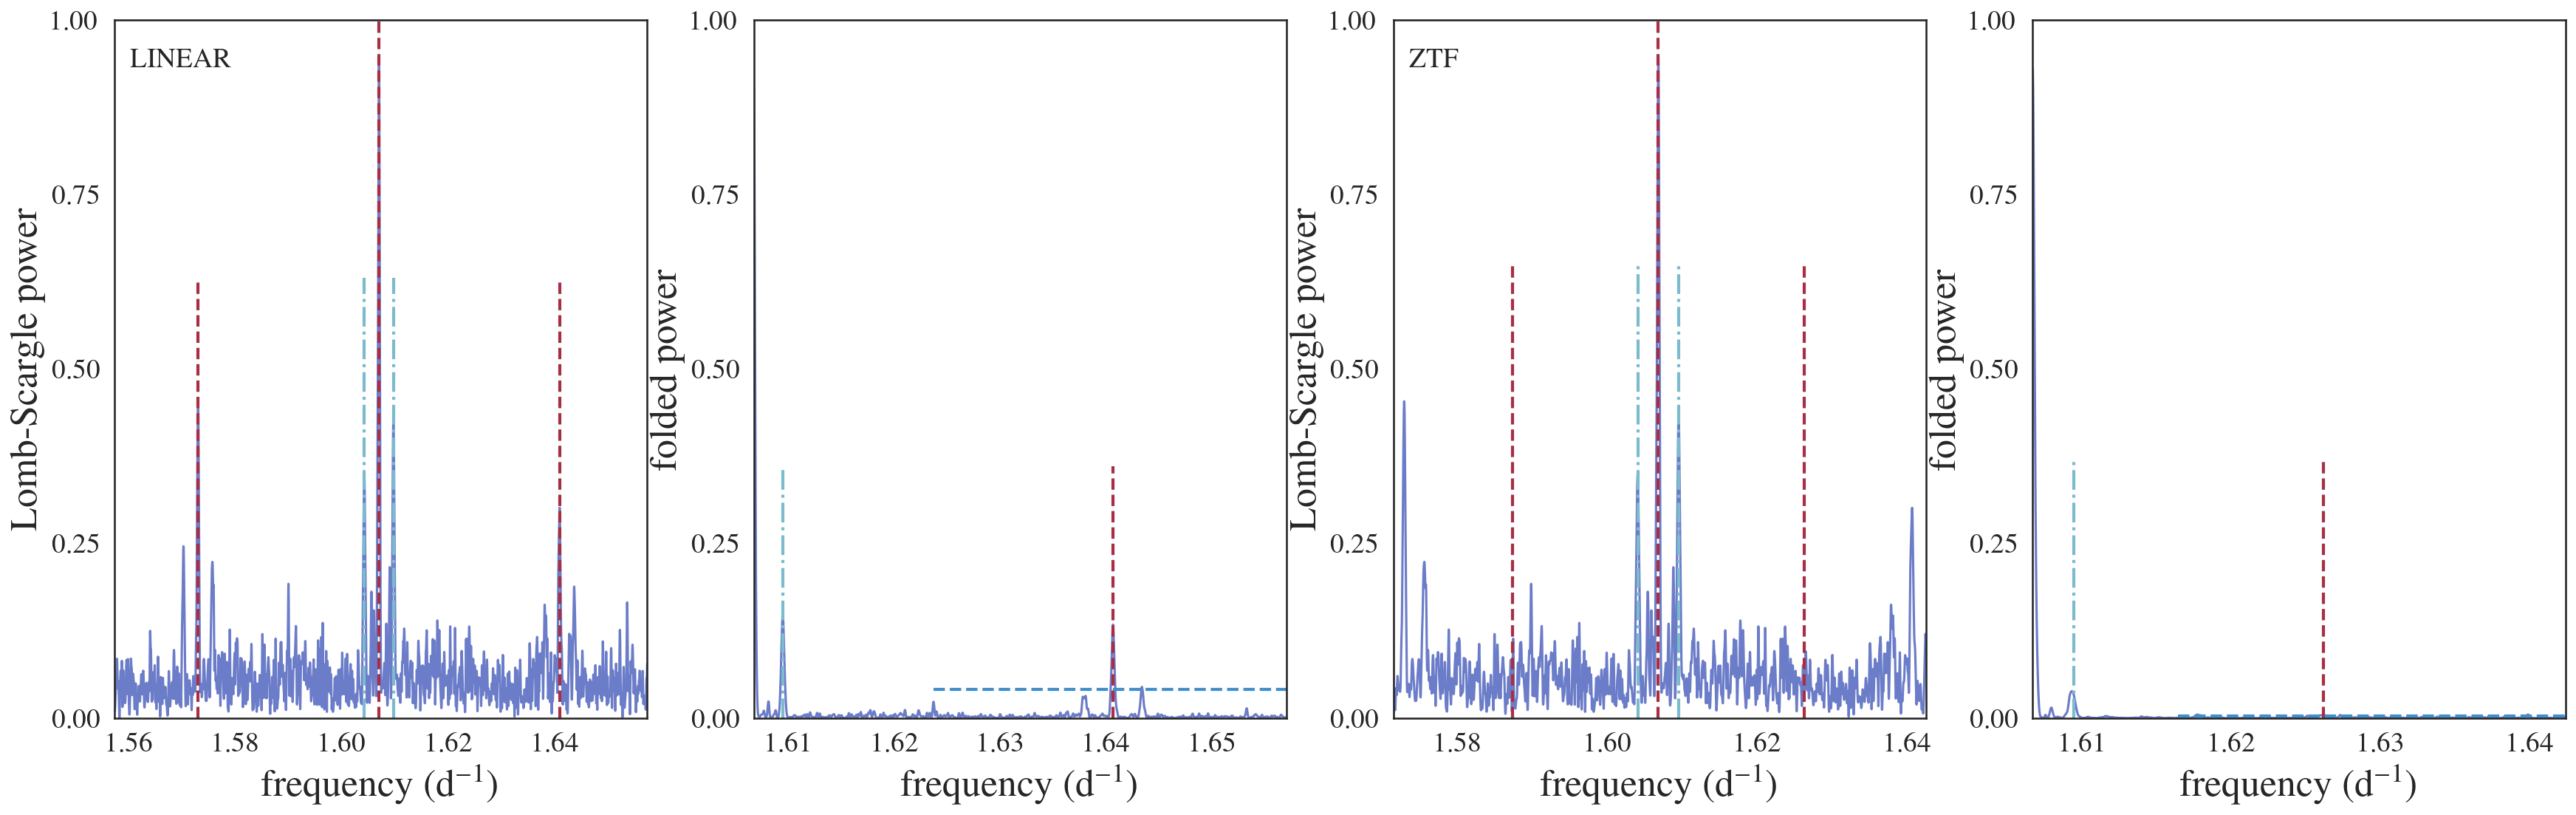 LINEAR
Lomb-Scargle power
1.00
0.75
0.50
0.25
0.00
1.56 1.58 1.60 1.62 1.64
frequency (d⁻¹)
folded power
1.00
0.75
0.50
0.25
0.00
1.61 1.62 1.63 1.64 1.65
frequency (d⁻¹)
ZTF
Lomb-Scargle power
1.00
0.75
0.50
0.25
0.00
1.58 1.60 1.62 1.64
frequency (d⁻¹)
folded power
1.00
0.75
0.50
0.25
0.00
1.61 1.62 1.63 1.64
frequency (d⁻¹)